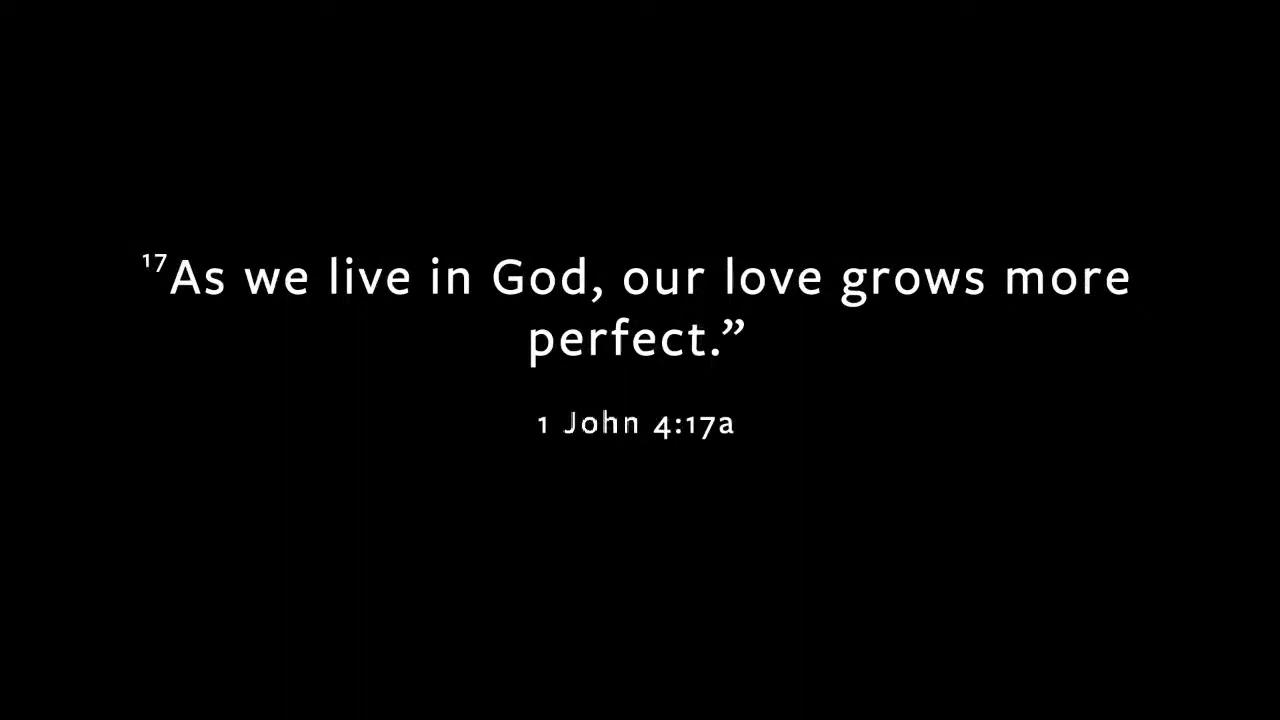 ¹⁷As we live in God, our love grows more
perfect.”
1 John 4:17a